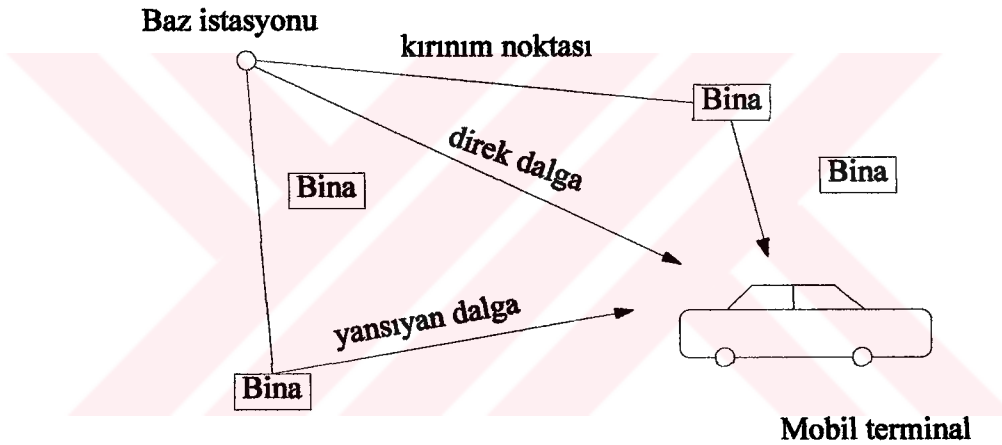 Baz istasyonu
kırınım noktası
Bina
direk dalga
Bina
Bina
yansıyan dalga
Bina
Mobil terminal